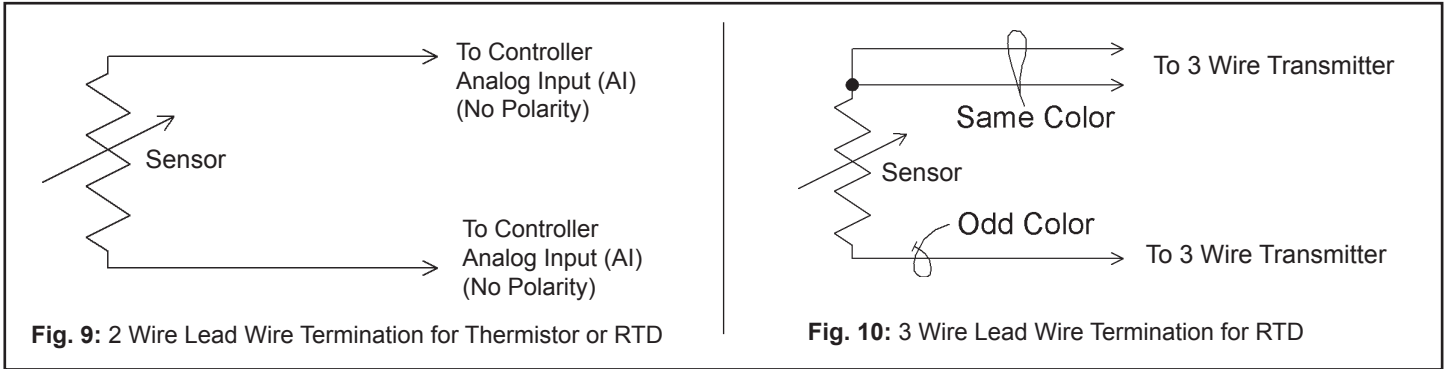 To Controller
Analog Input (AI)
(No Polarity)
Sensor
To Controller
Analog Input (AI)
(No Polarity)
Fig. 9: 2 Wire Lead Wire Termination for Thermistor or RTD
To 3 Wire Transmitter
Same Color
Sensor
Odd Color
To 3 Wire Transmitter
Fig. 10: 3 Wire Lead Wire Termination for RTD